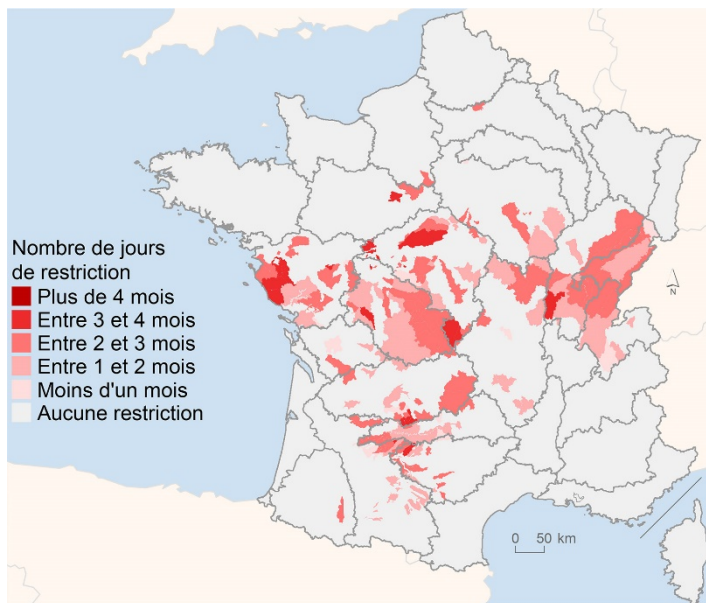 N
Nombre de jours
de restriction
Plus de 4 mois
Entre 3 et 4 mois
Entre 2 et 3 mois
Entre 1 et 2 mois
Moins d'un mois
Aucune restriction
0 50 km